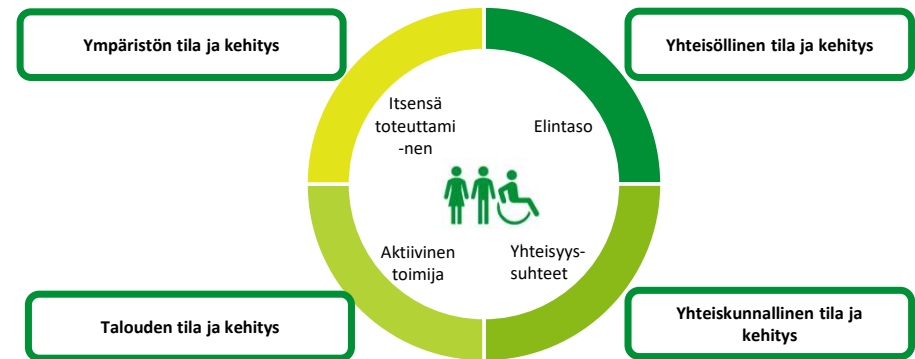 Ympäristön tila ja kehitys
Yhteisöllinen tila ja kehitys
Itsensä
toteuttami
-nen
Elintaso
Aktiivinen
toimija
Yhteisyys-
suhteet
Talouden tila ja kehitys
Yhteiskunnallinen tila ja
kehitys